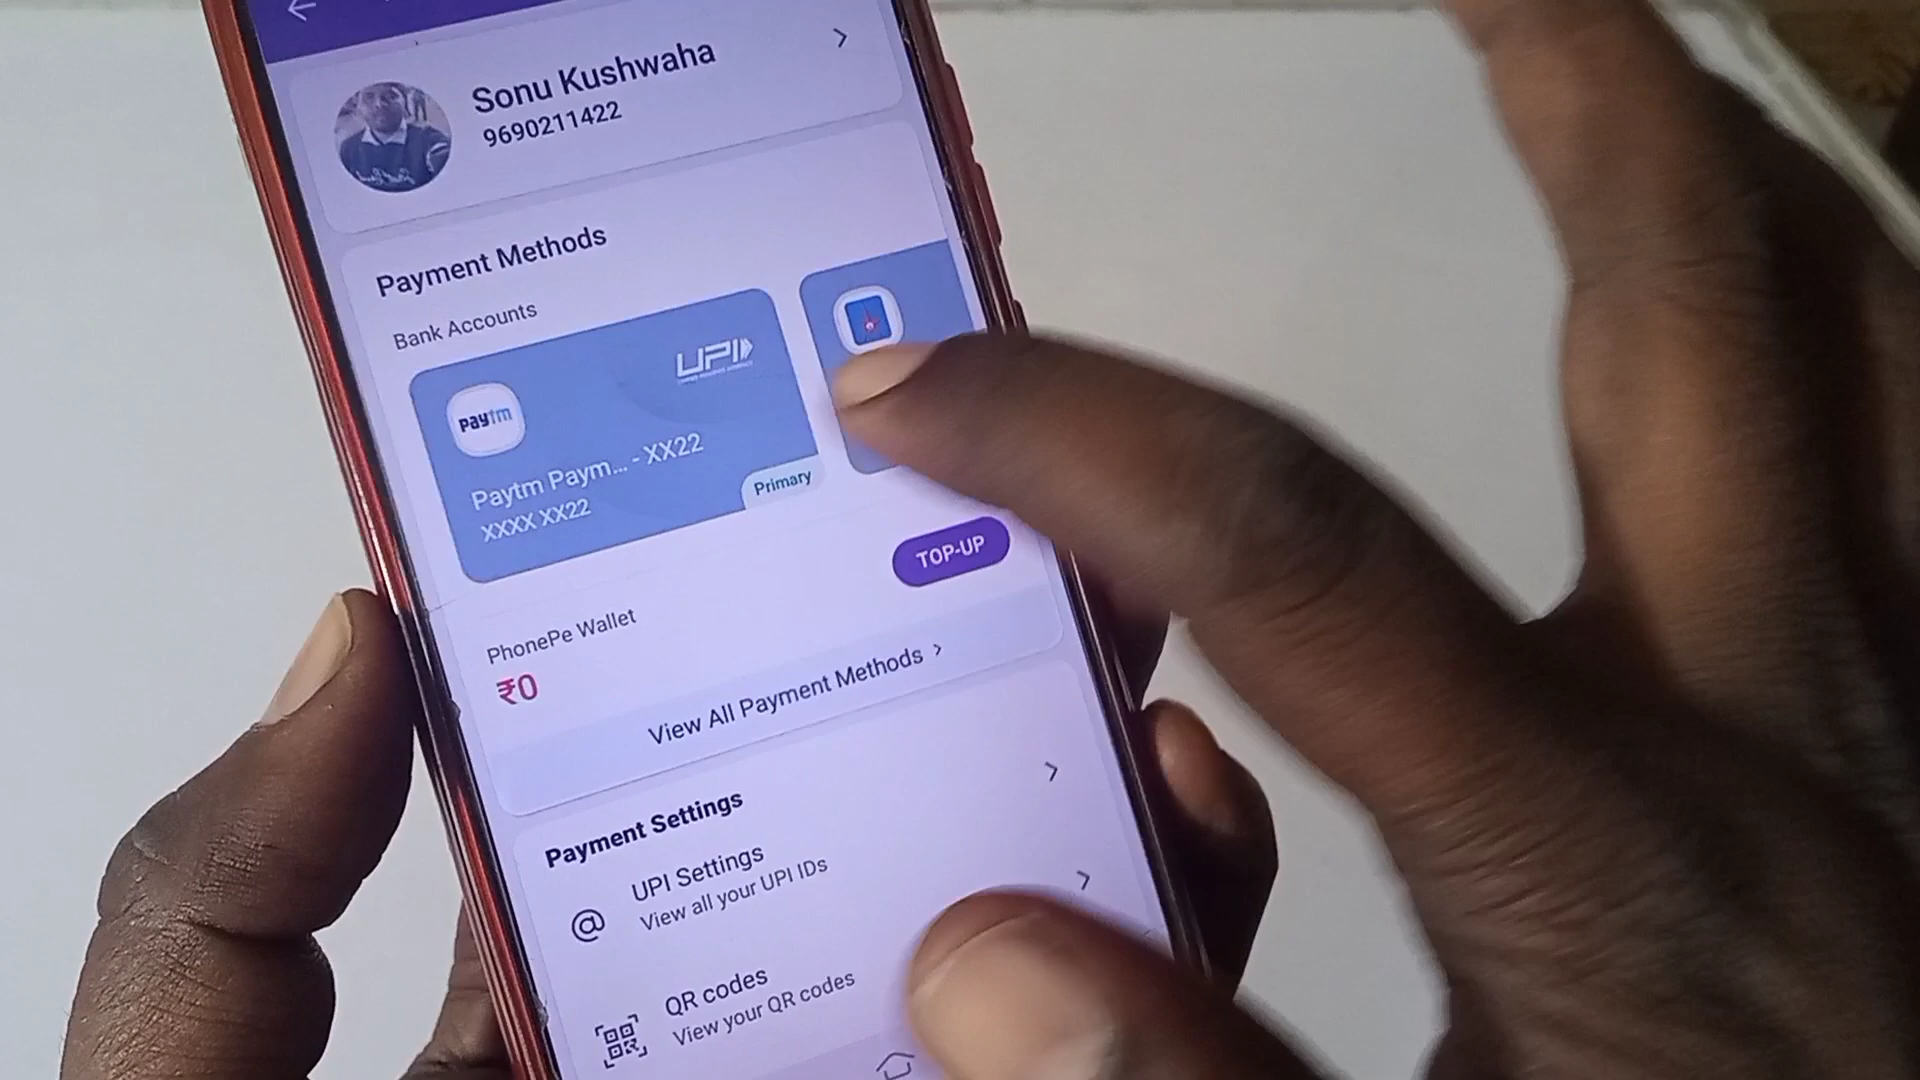 Sonu Kushwaha
9690211422
Payment Methods
Bank Accounts
UPI
paytm
Paytm Paym... - XX22
XXXX XX22
Primary
TOP-UP
PhonePe Wallet
₹0
View All Payment Methods
Payment Settings
UPI Settings
View all your UPI IDs
QR codes
View your QR codes